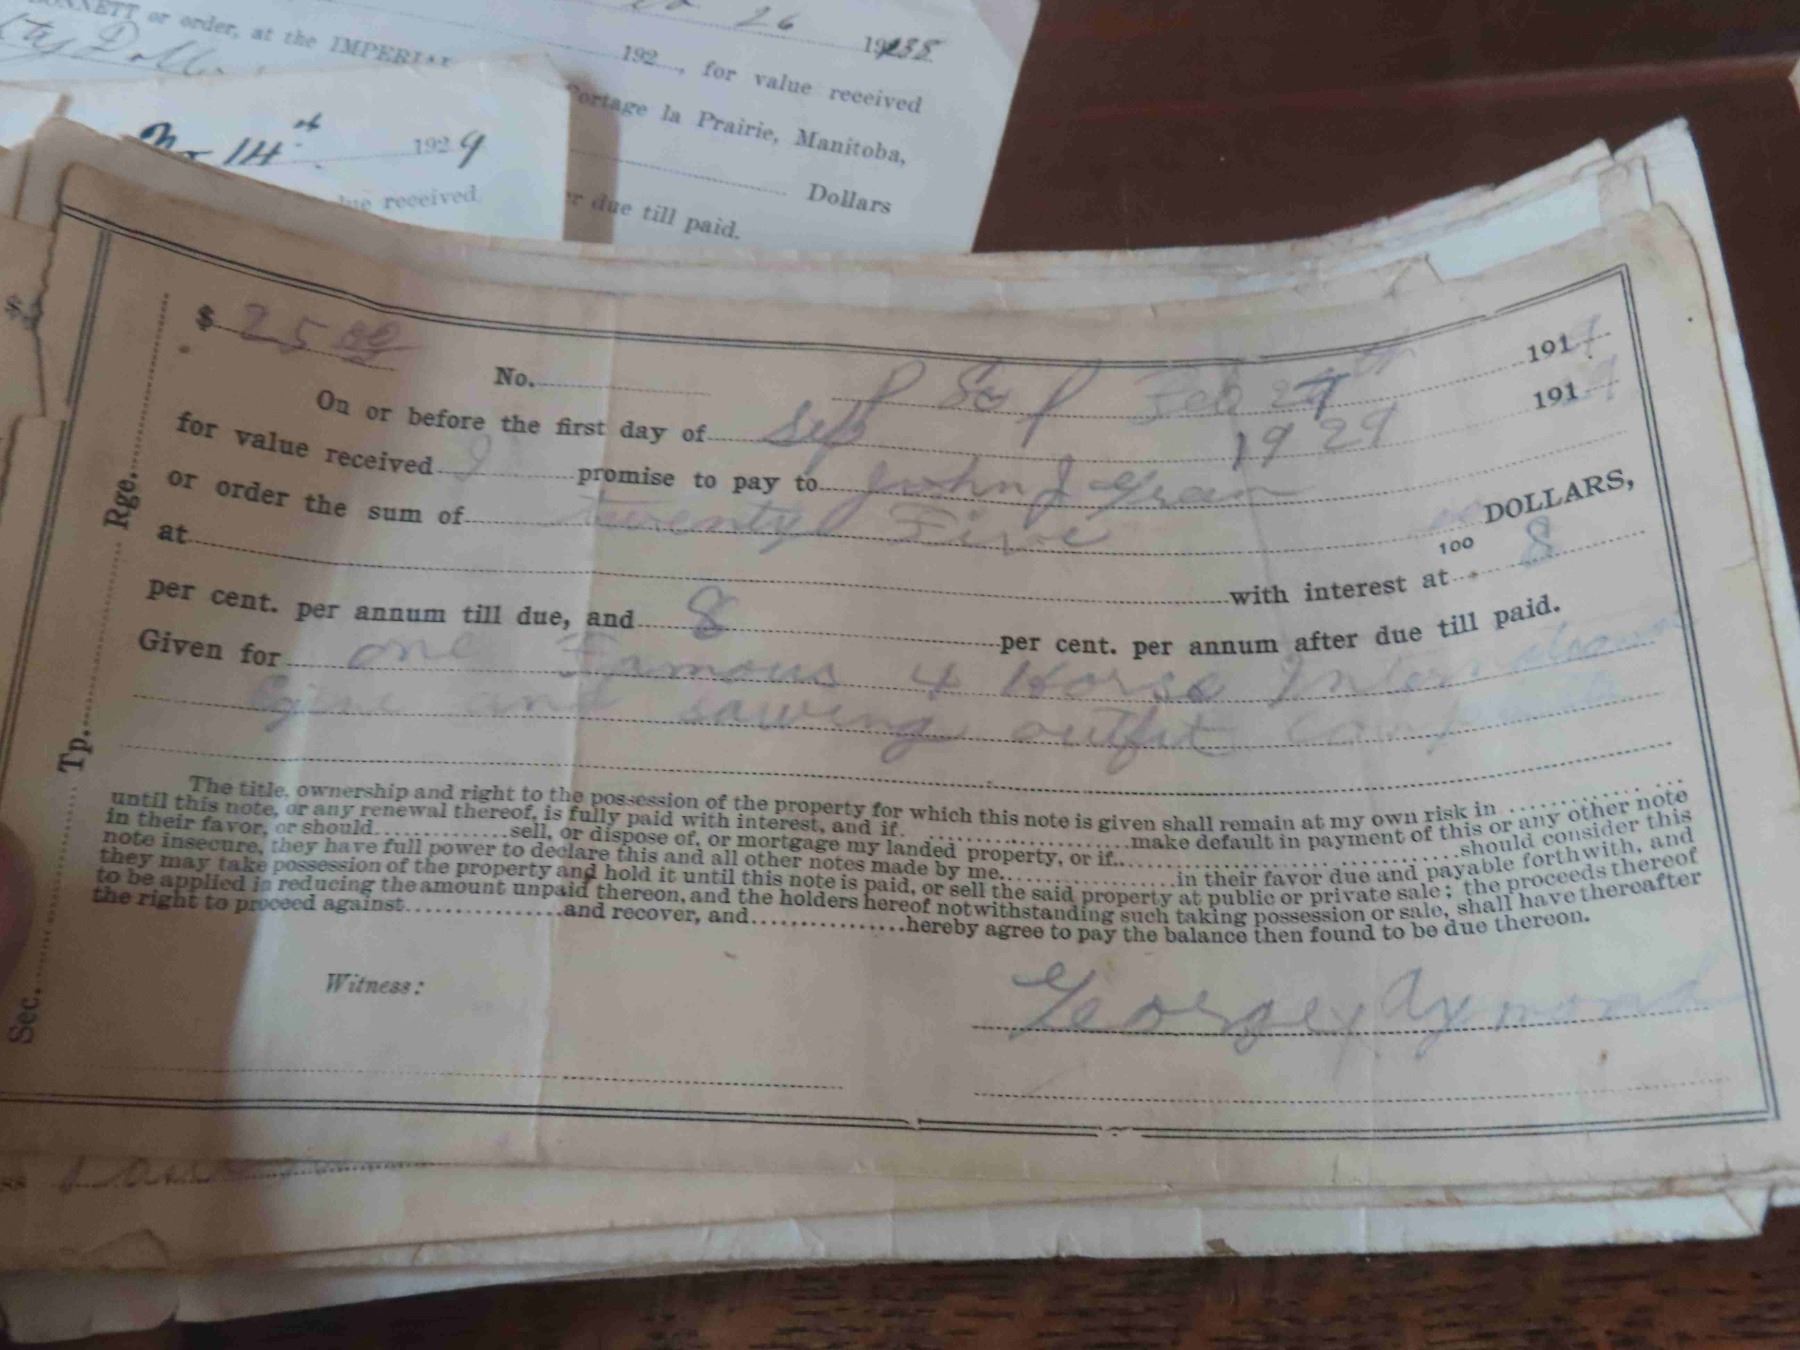 26 1935
NNETT or order, at the IMPERIAL
192...., for value received
Portage la Prairie, Manitoba,
Dollars
due till paid.
14th 1929
received.
$ 25 00
No. P La P Feb 27th 191
On or before the first day of Sep 1929 191
for value received I promise to pay to John J
or order the sum of twenty Five 00/100 DOLLARS,
at with interest at 8
per cent. per annum till due, and 8 per cent. per annum after due till paid.
Given for one Famous 4 Horse International
and sawing outfit
The title, ownership and right to the possession of the property for which this note is given shall remain at my own risk in
until this note, or any renewal thereof, is fully paid with interest, and if make default in payment of this or any other note
in their favor, or should sell, or dispose of, or mortgage my landed property, or if should consider this
note insecure, they have full power to declare this and all other notes made by me in their favor due and payable forthwith, and
they may take possession of the property and hold it until this note is paid, or sell the said property at public or private sale; the proceeds thereof
to be applied in reducing the amount unpaid thereon, and the holders hereof notwithstanding such taking possession or sale, shall have thereafter
the right to proceed against and recover, and hereby agree to pay the balance then found to be due thereon.
Witness:
George Aymond
Sec. Tp. Rge.